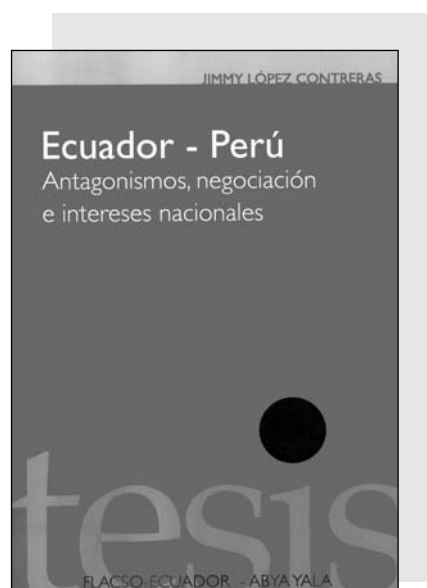 JIMMY LÓPEZ CONTRERAS
Ecuador - Perú
Antagonismos, negociación
e intereses nacionales
tesis
FLACSO-ECUADOR - ABYA YALA